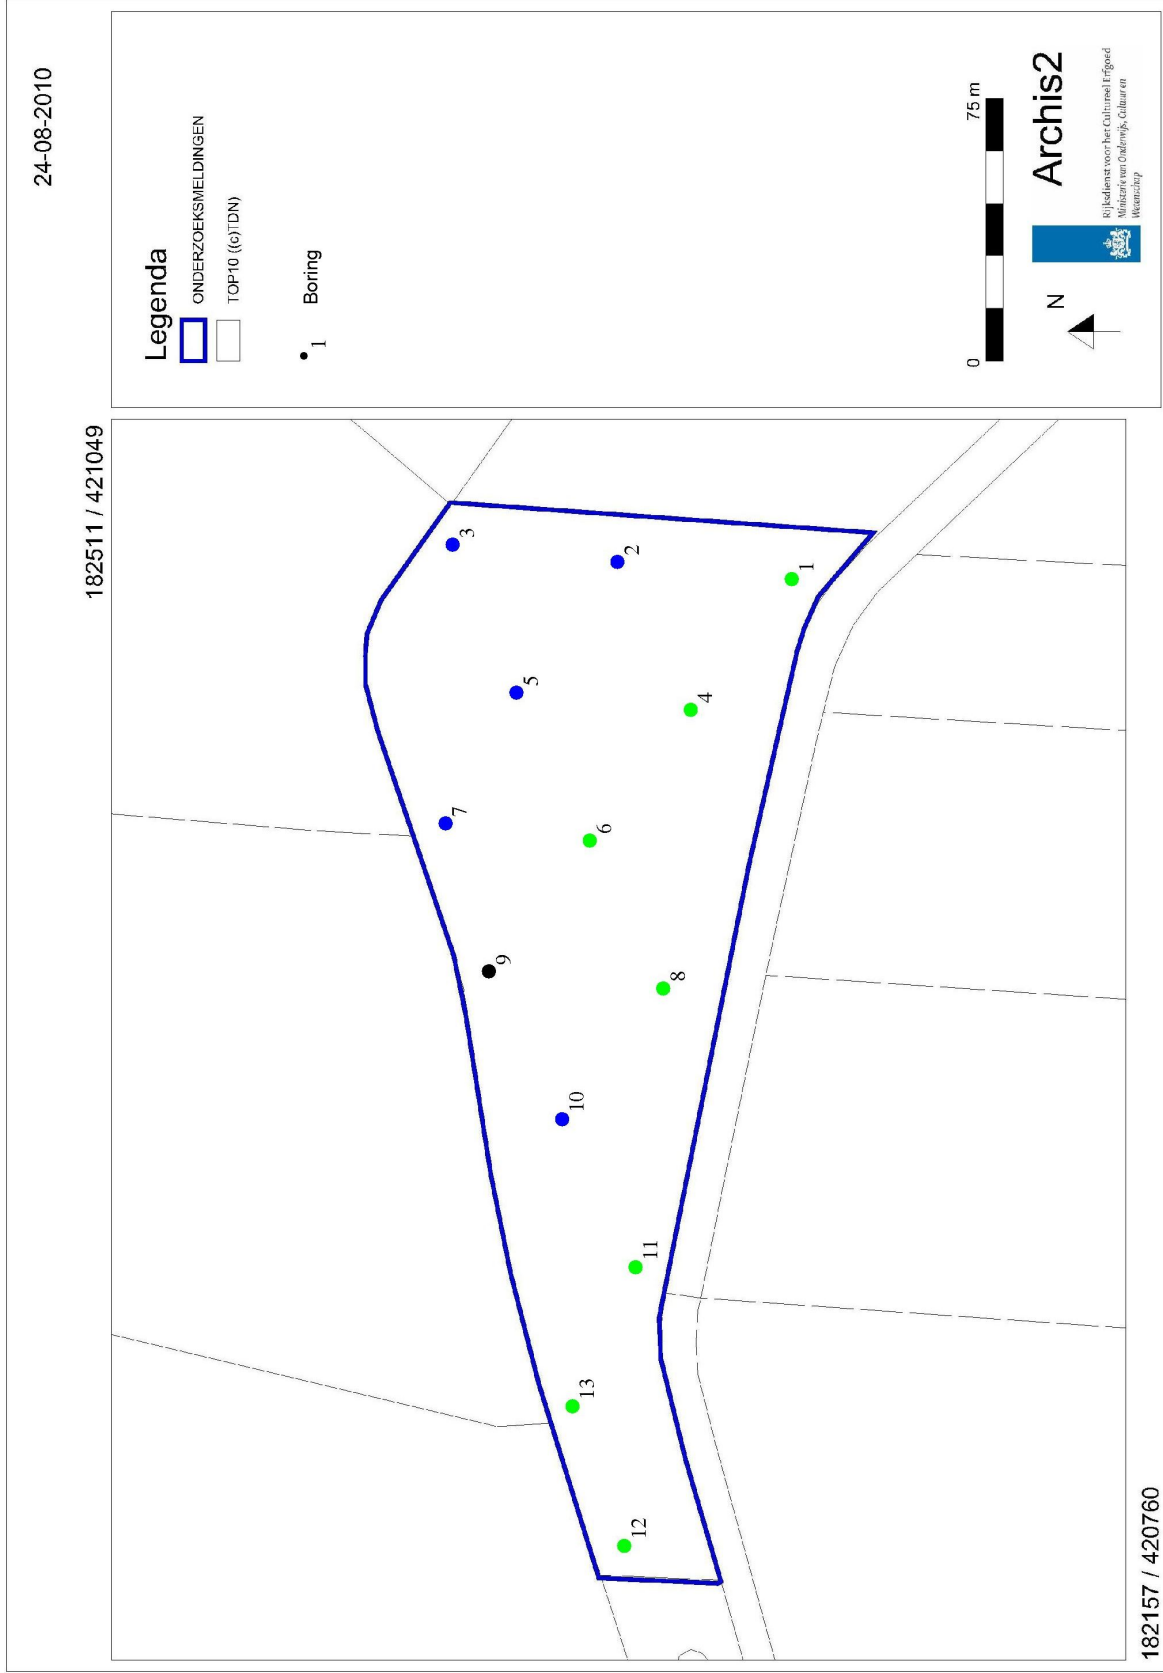 24-08-2010
182511 / 421049
Legenda
ONDERZOEKSMELDINGEN
TOP10 ((c)TDN)
1
Boring
3
2
1
5
4
7
6
9
8
10
11
13
12
0
75 m
N
Archis2
Rijksdienst voor het Cultureel Erfgoed
Ministerie van Onderwijs, Cultuur en
Wetenschap
182157 / 420760